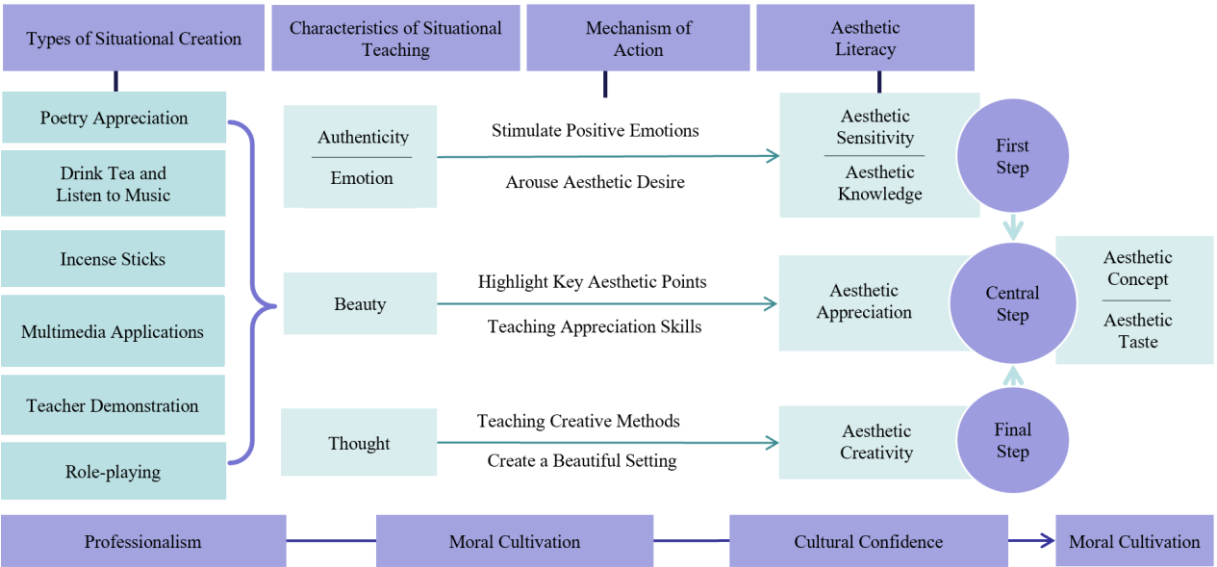 Types of Situational Creation
Characteristics of Situational
Teaching
Mechanism of
Action
Aesthetic
Literacy
Poetry Appreciation
Drink Tea and
Listen to Music
Incense Sticks
Multimedia Applications
Teacher Demonstration
Role-playing
Authenticity
Emotion
Stimulate Positive Emotions
Arouse Aesthetic Desire
Aesthetic
Sensitivity
Aesthetic
Knowledge
First
Step
Beauty
Highlight Key Aesthetic Points
Teaching Appreciation Skills
Aesthetic
Appreciation
Central
Step
Aesthetic
Concept
Aesthetic
Taste
Thought
Teaching Creative Methods
Create a Beautiful Setting
Aesthetic
Creativity
Final
Step
Professionalism
Moral Cultivation
Cultural Confidence
Moral Cultivation